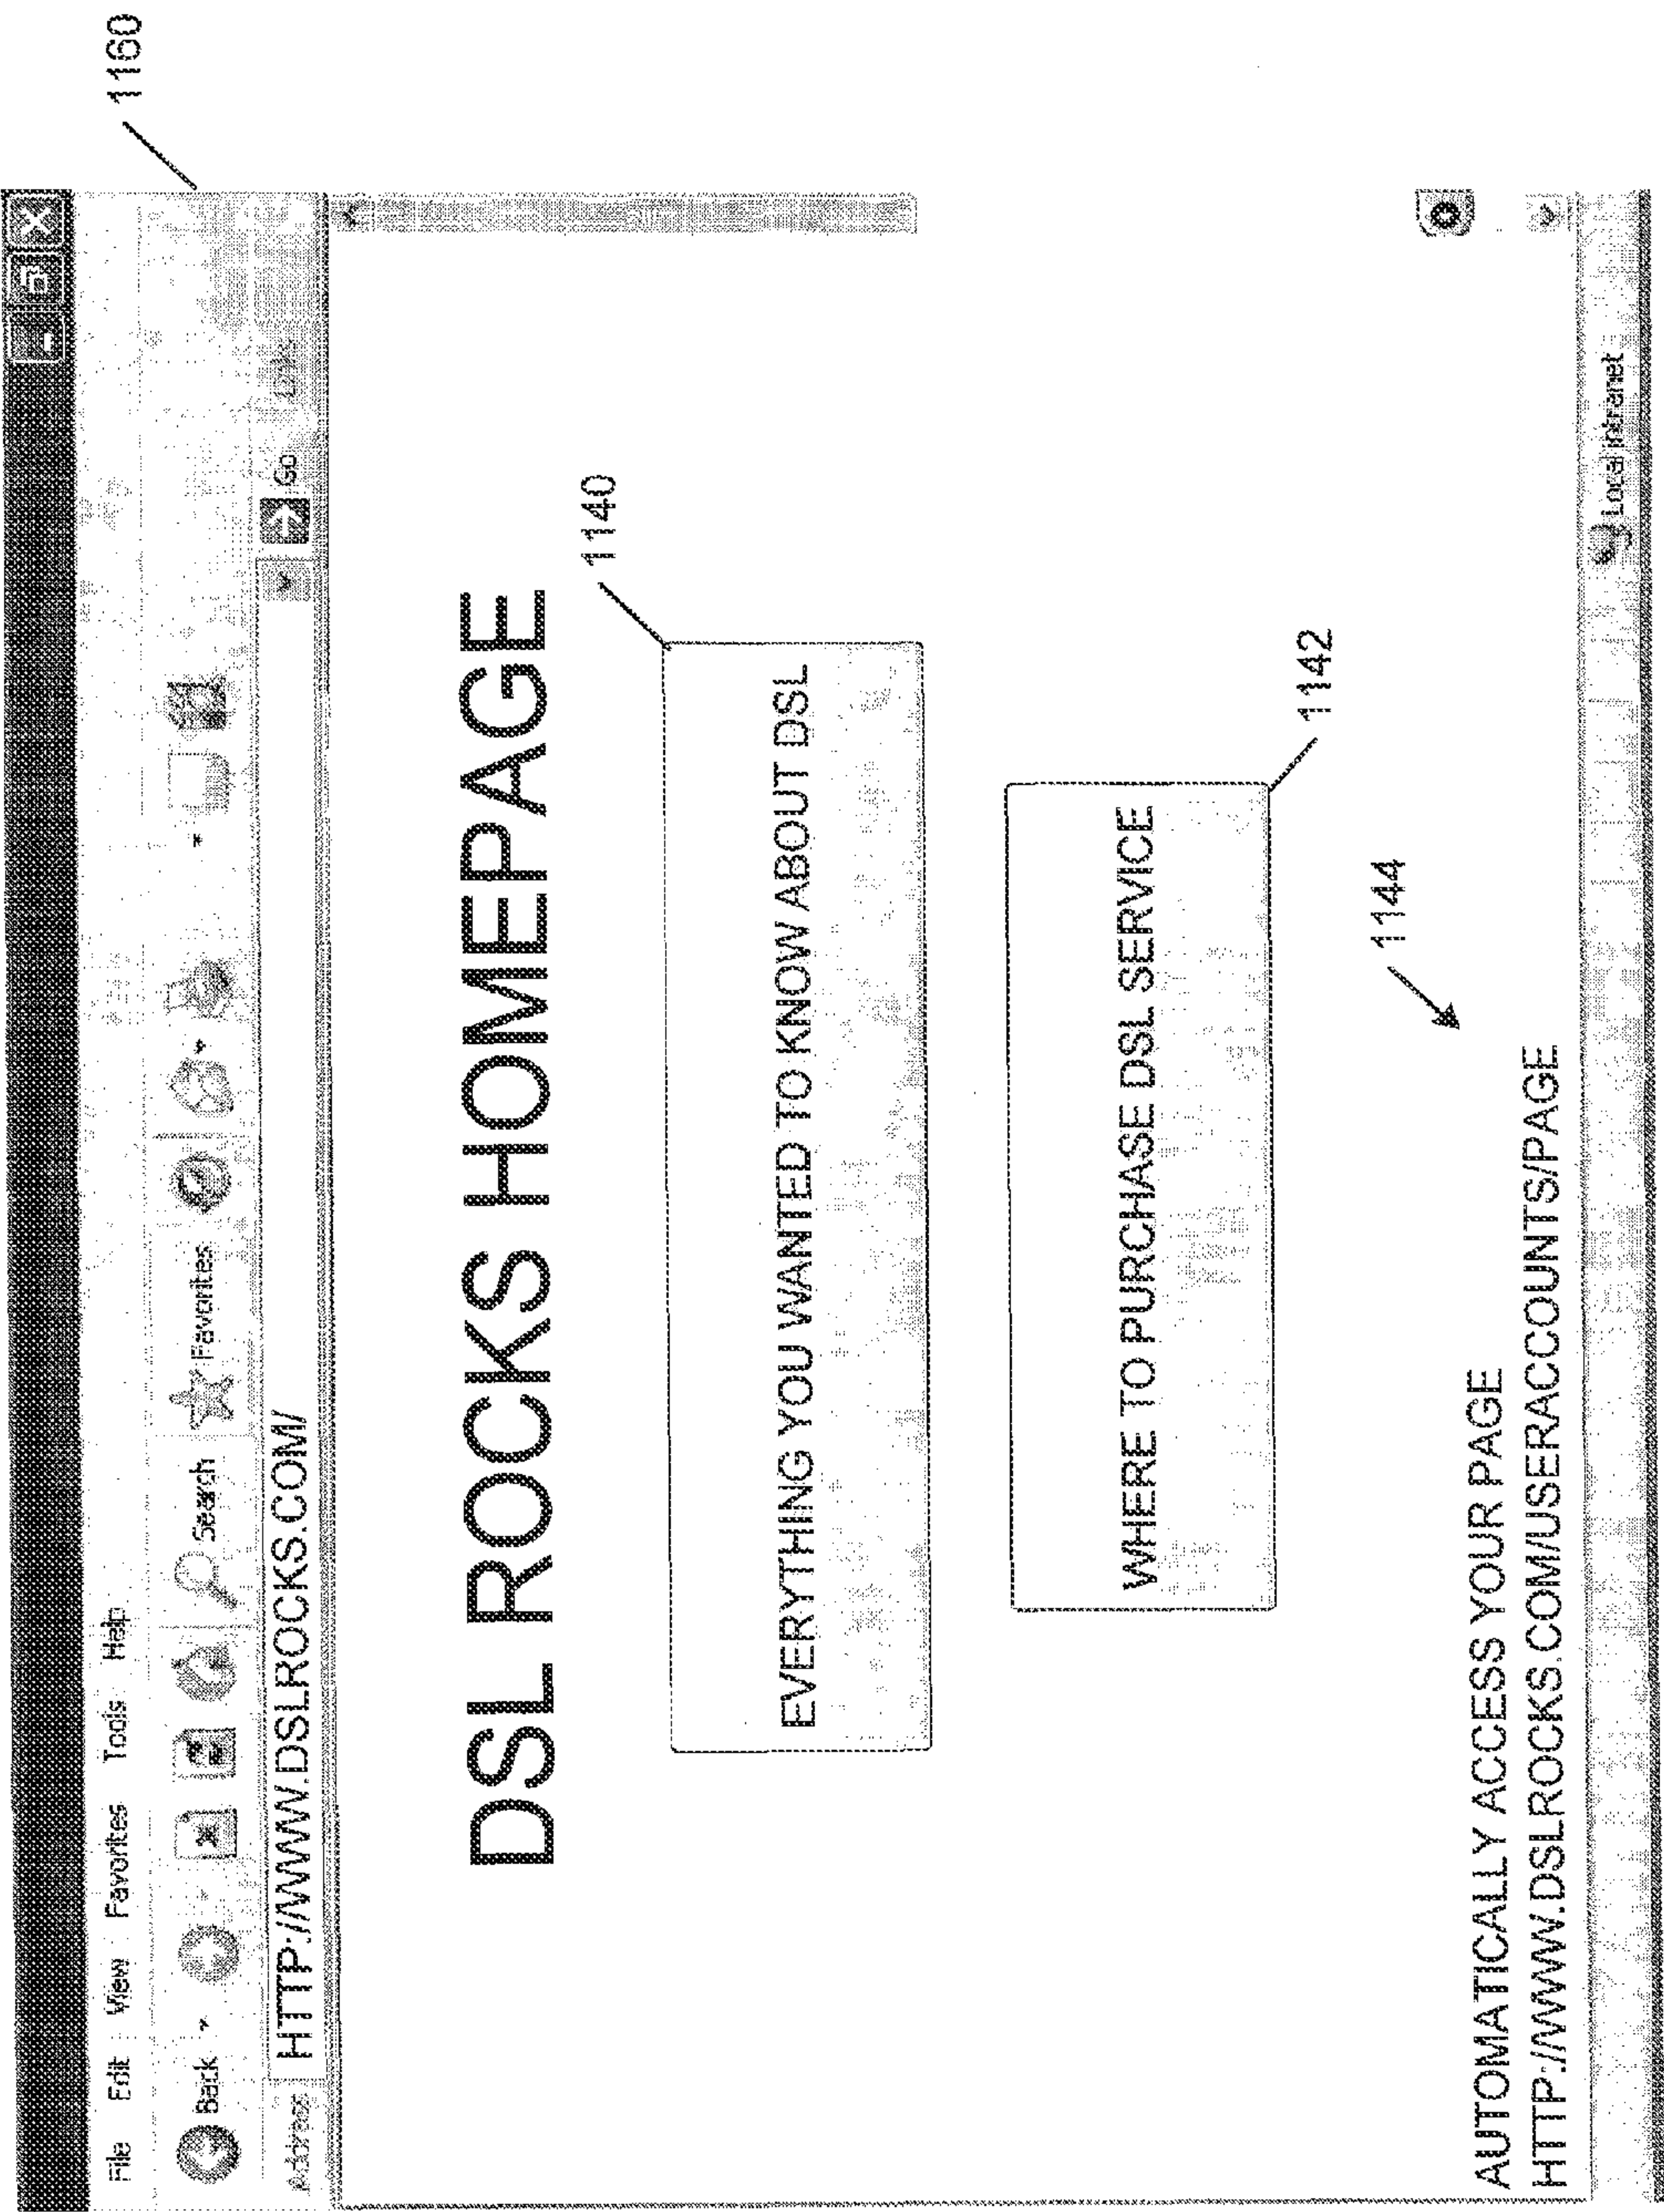 1160
File Edit View Favorites Tools Help
Back Search Favorites
Address HTTP://WWW.DSLROCKS.COM/ Go Links
DSL ROCKS HOMEPAGE
1140
EVERYTHING YOU WANTED TO KNOW ABOUT DSL
1142
WHERE TO PURCHASE DSL SERVICE
1144
AUTOMATICALLY ACCESS YOUR PAGE
HTTP://WWW.DSLROCKS.COM/USERACCOUNTS/PAGE
Local intranet